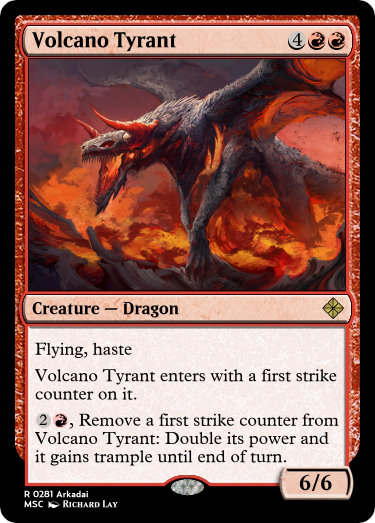 Volcano Tyrant 4
Creature — Dragon
Flying, haste
Volcano Tyrant enters with a first strike
counter on it.
2 , Remove a first strike counter from
Volcano Tyrant: Double its power and
it gains trample until end of turn.
6/6
R 0281 Arkadai
MSC RICHARD LAY